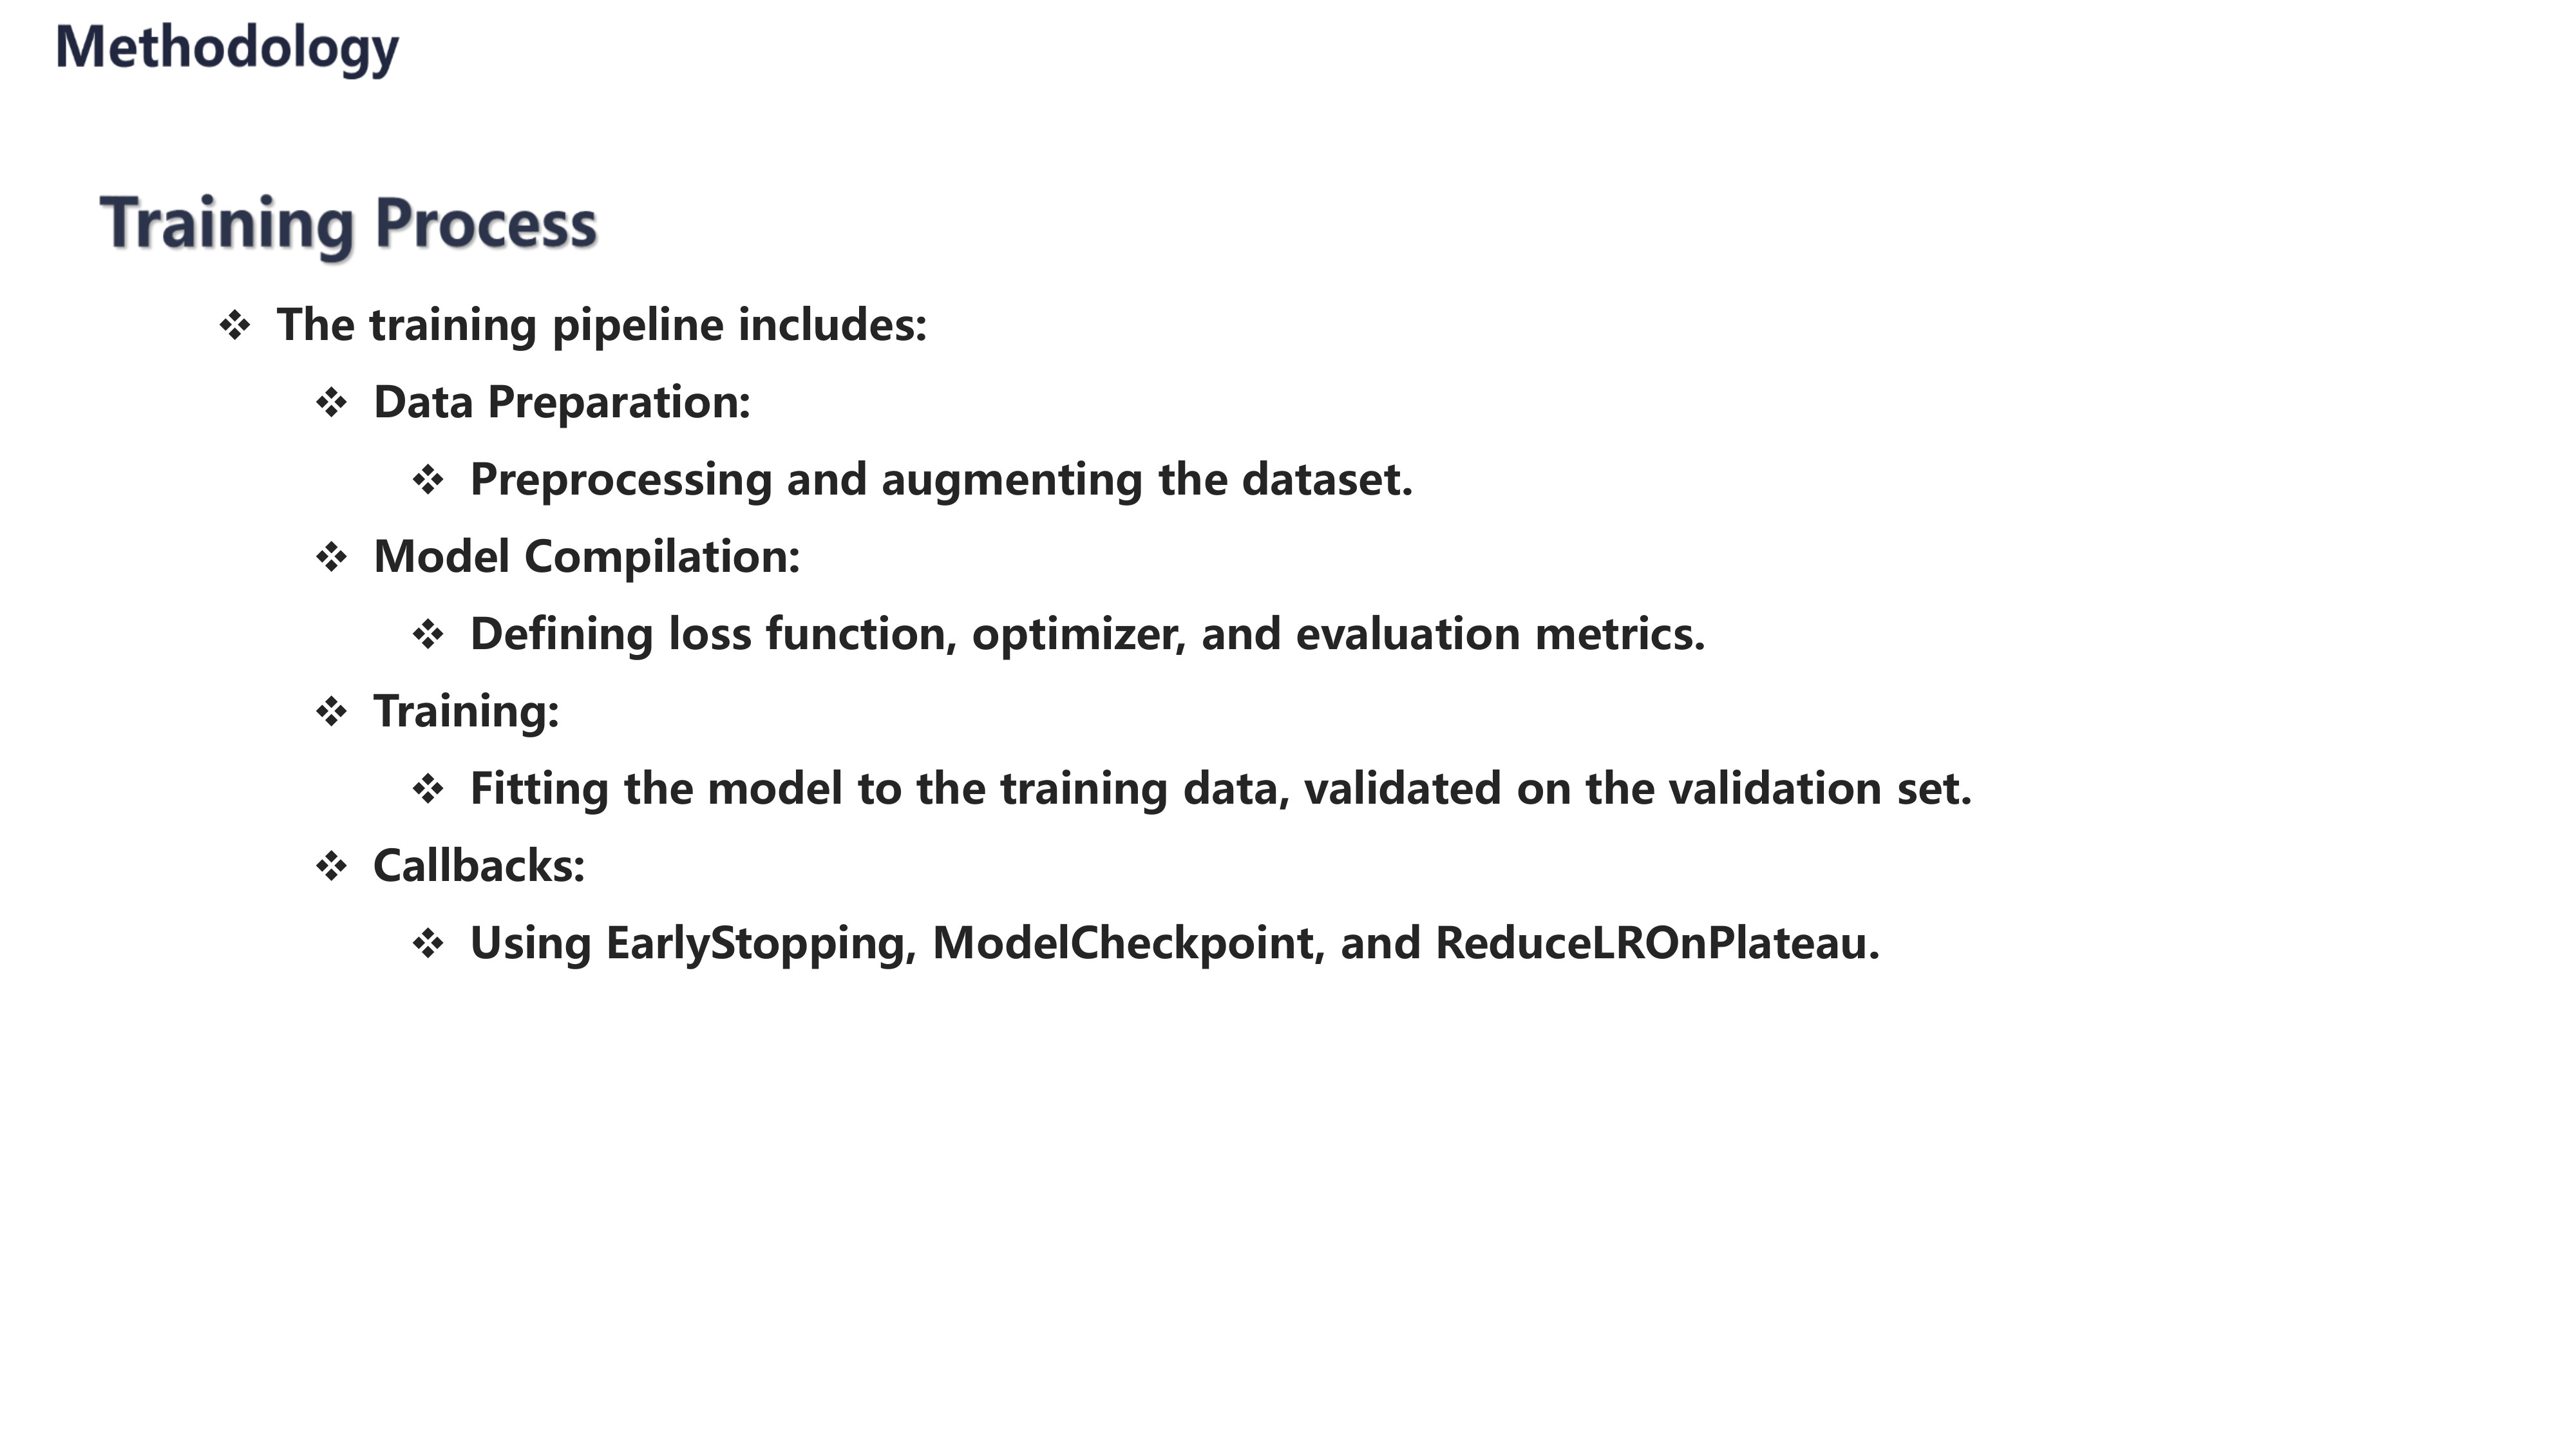 Methodology
Training Process
❖ The training pipeline includes:
❖ Data Preparation:
❖ Preprocessing and augmenting the dataset.
❖ Model Compilation:
❖ Defining loss function, optimizer, and evaluation metrics.
❖ Training:
❖ Fitting the model to the training data, validated on the validation set.
❖ Callbacks:
❖ Using EarlyStopping, ModelCheckpoint, and ReduceLROnPlateau.